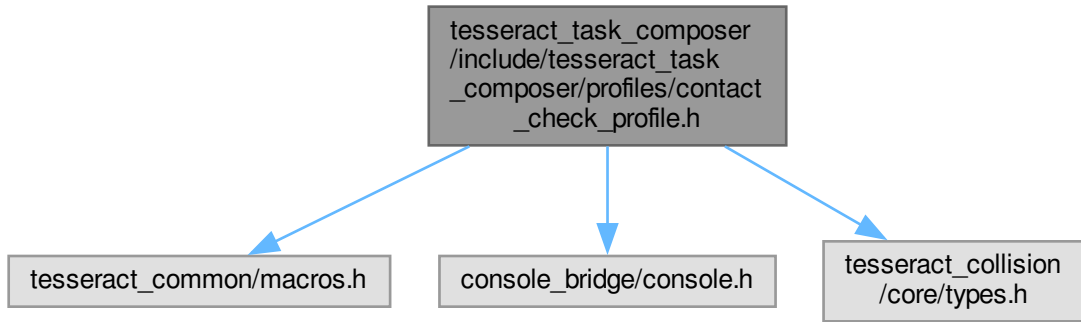 tesseract_task_composer
/include/tesseract_task
_composer/profiles/contact
_check_profile.h
tesseract_common/macros.h
console_bridge/console.h
tesseract_collision
/core/types.h